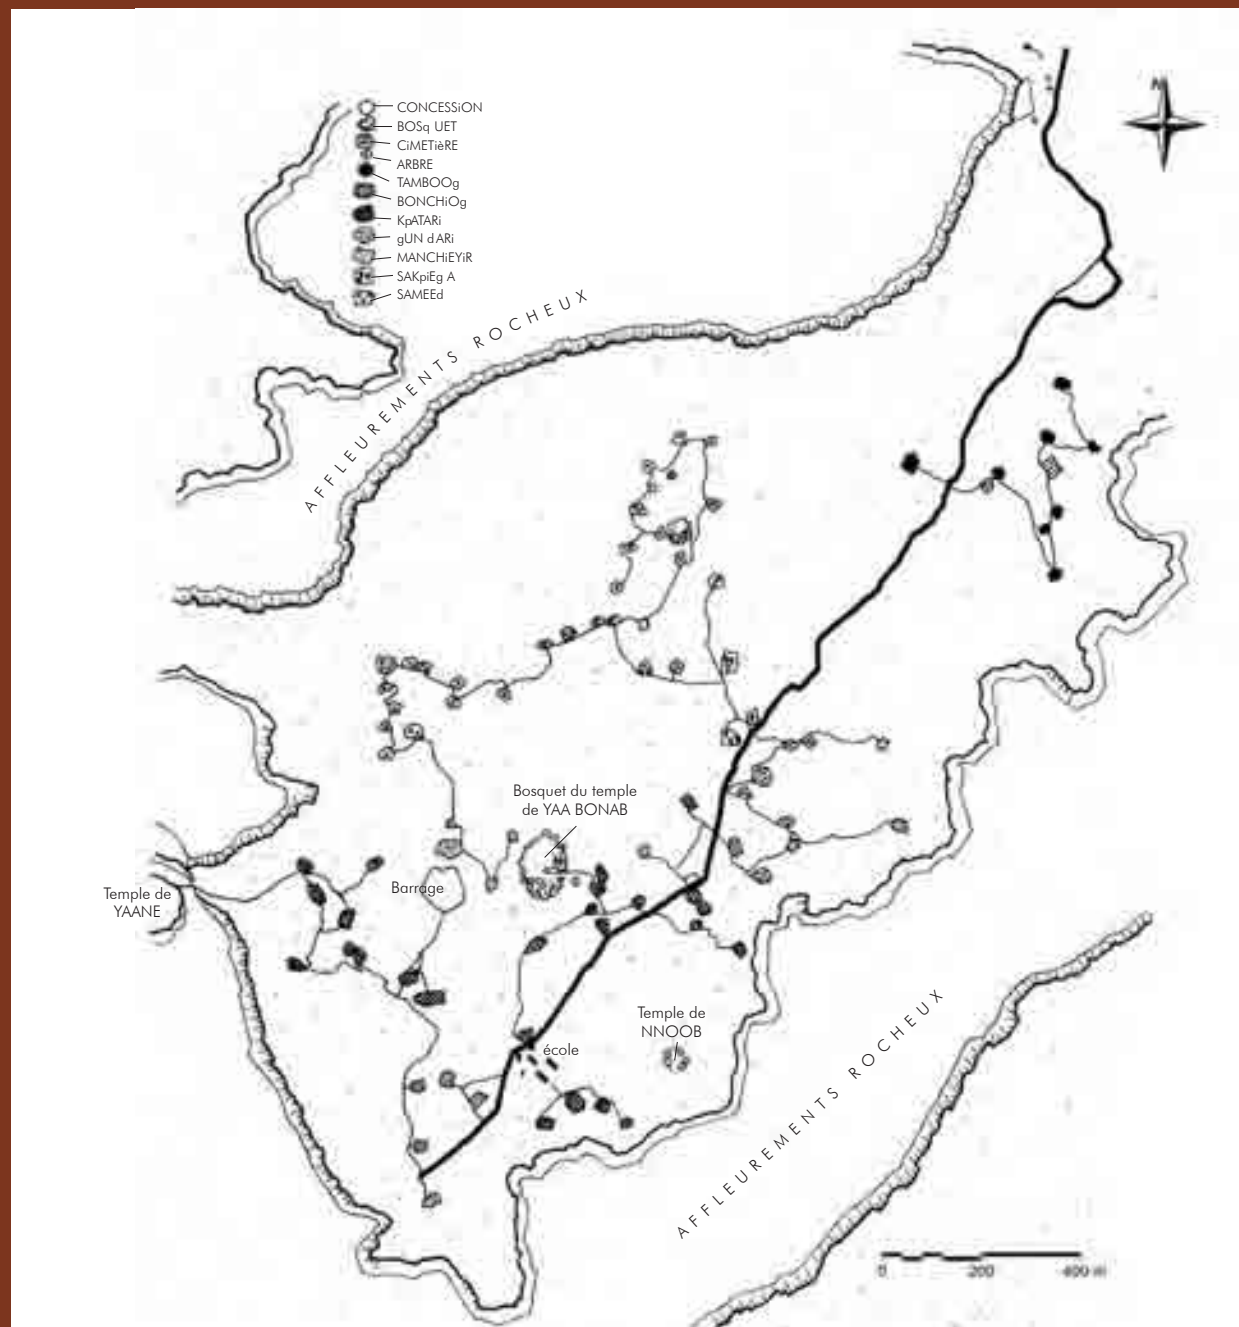 N
CONCESSiON
BOSq UET
CiMETièRE
ARBRE
TAMBOOg
BONCHiOg
KpATARi
gUN dARi
MANCHiEYiR
SAKpiEg A
SAMEEd
AFFLEUREMENTS ROCHEUX
Bosquet du temple
de YAA BONAB
Barrage
Temple de
YAANE
Temple de
NNOOB
école
AFFLEUREMENTS ROCHEUX
0 200 400 m